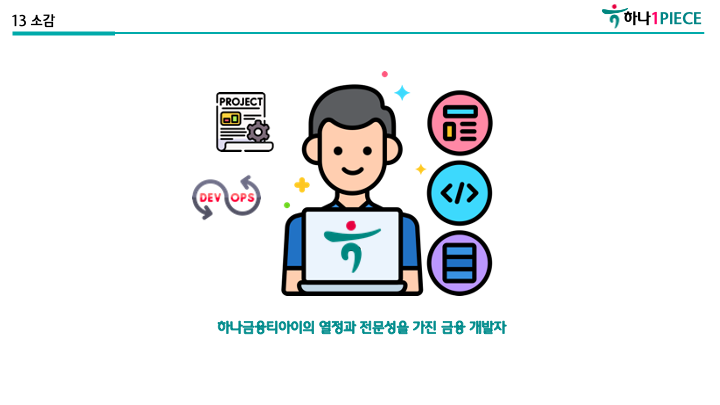 13 소감
하나1PIECE
PROJECT
DEV OPS
</>
하나금융티아이의 열정과 전문성을 가진 금융 개발자